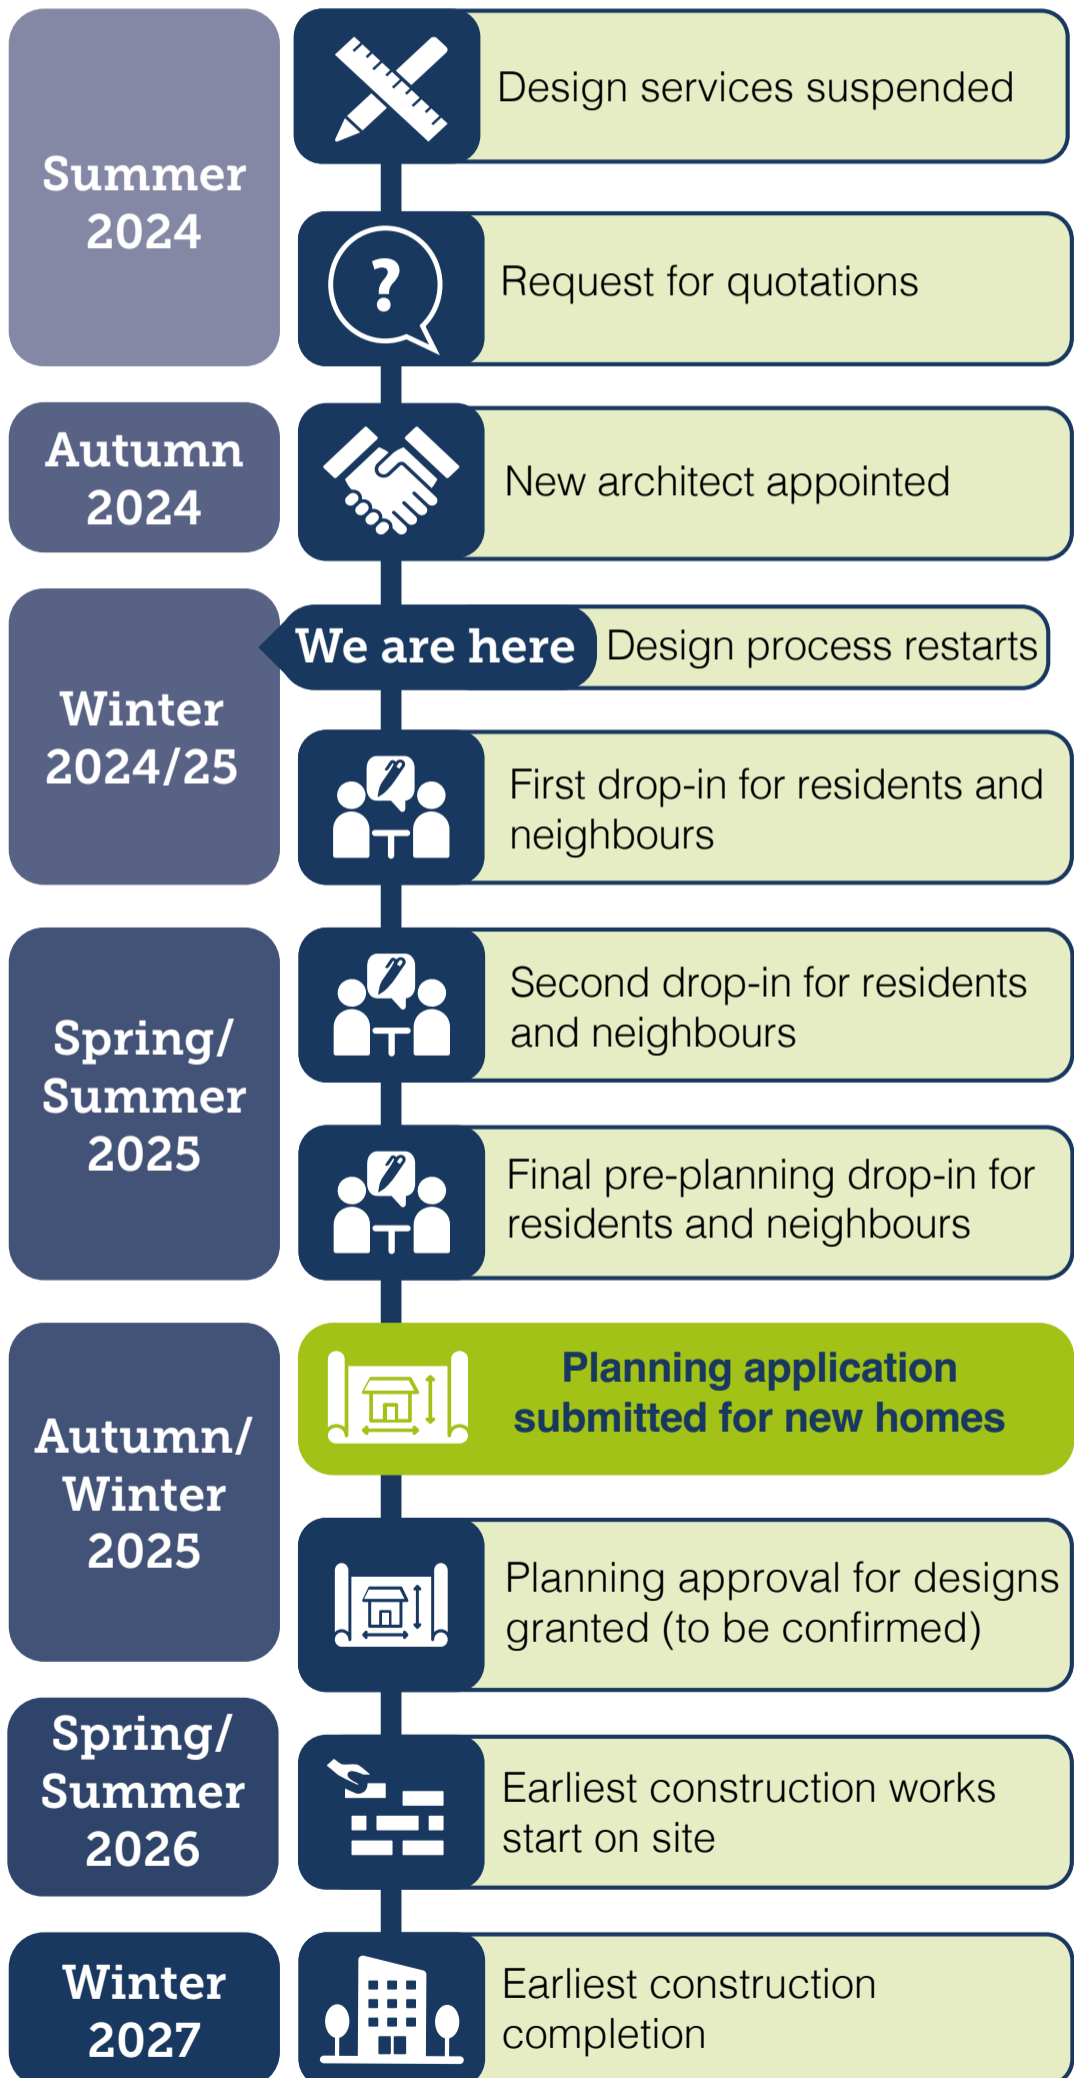 Summer
2024
Design services suspended
?
Request for quotations
Autumn
2024
New architect appointed
Winter
2024/25
We are here
Design process restarts
First drop-in for residents and
neighbours
Spring/
Summer
2025
Second drop-in for residents
and neighbours
Final pre-planning drop-in for
residents and neighbours
Autumn/
Winter
2025
Planning application
submitted for new homes
Planning approval for designs
granted (to be confirmed)
Spring/
Summer
2026
Earliest construction works
start on site
Winter
2027
Earliest construction
completion